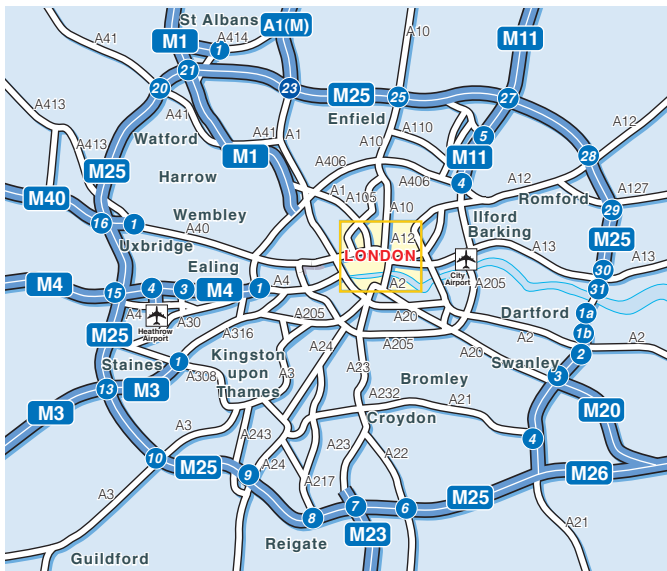 St Albans
A1(M)
A10
M11
A41
M1
A414
1
21
20
23
M25
25
27
A413
A41
Enfield
A12
A413
Watford
A41
A1
A10
A110
5
28
M25
M1
A406
M11
M40
Harrow
A1
A105
A406
4
A12
Romford
A127
A10
29
16
1
Wembley
A40
Uxbridge
A12
Ilford
Barking
M25
LONDON
A13
A13
Ealing
City
Airport
30
M4
15
4
3
M4
1
A4
A2
A205
31
A4
Heathrow
Airport
A30
A316
A205
A20
Dartford
1a
M25
A205
A2
1b
A2
Staines
1
A308
Kingston
upon
Thames
A24
A3
A23
A20
Swanley
2
3
13
M3
Bromley
M3
A232
A21
M20
Croydon
A3
A243
A23
A22
4
10
M25
9
A24
A217
M26
A3
M25
8
7
6
A21
Reigate
M23
Guildford